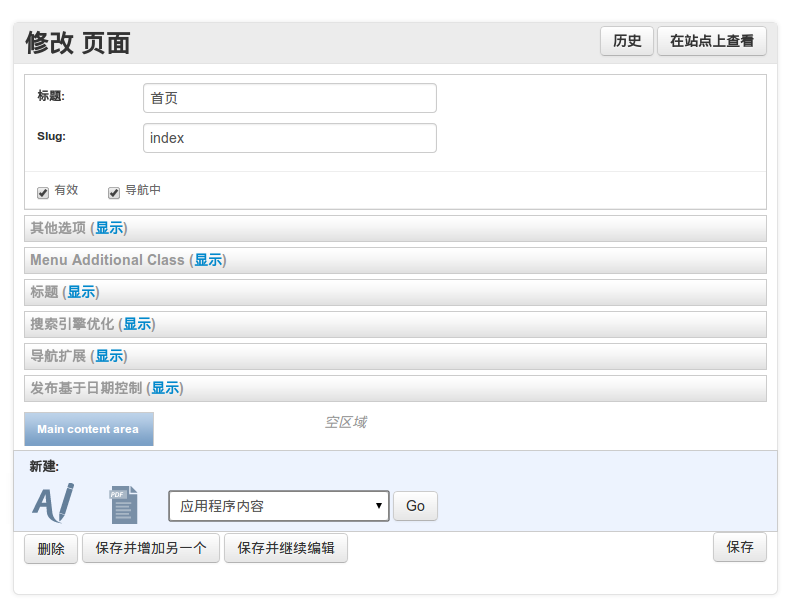 修改 页面
历史
在站点上查看
标题:
首页
Slug:
index
有效
导航中
其他选项 (显示)
Menu Additional Class (显示)
标题 (显示)
搜索引擎优化 (显示)
导航扩展 (显示)
发布基于日期控制 (显示)
Main content area
空区域
新建:
A
PDF
应用程序内容
Go
删除
保存并增加另一个
保存并继续编辑
保存